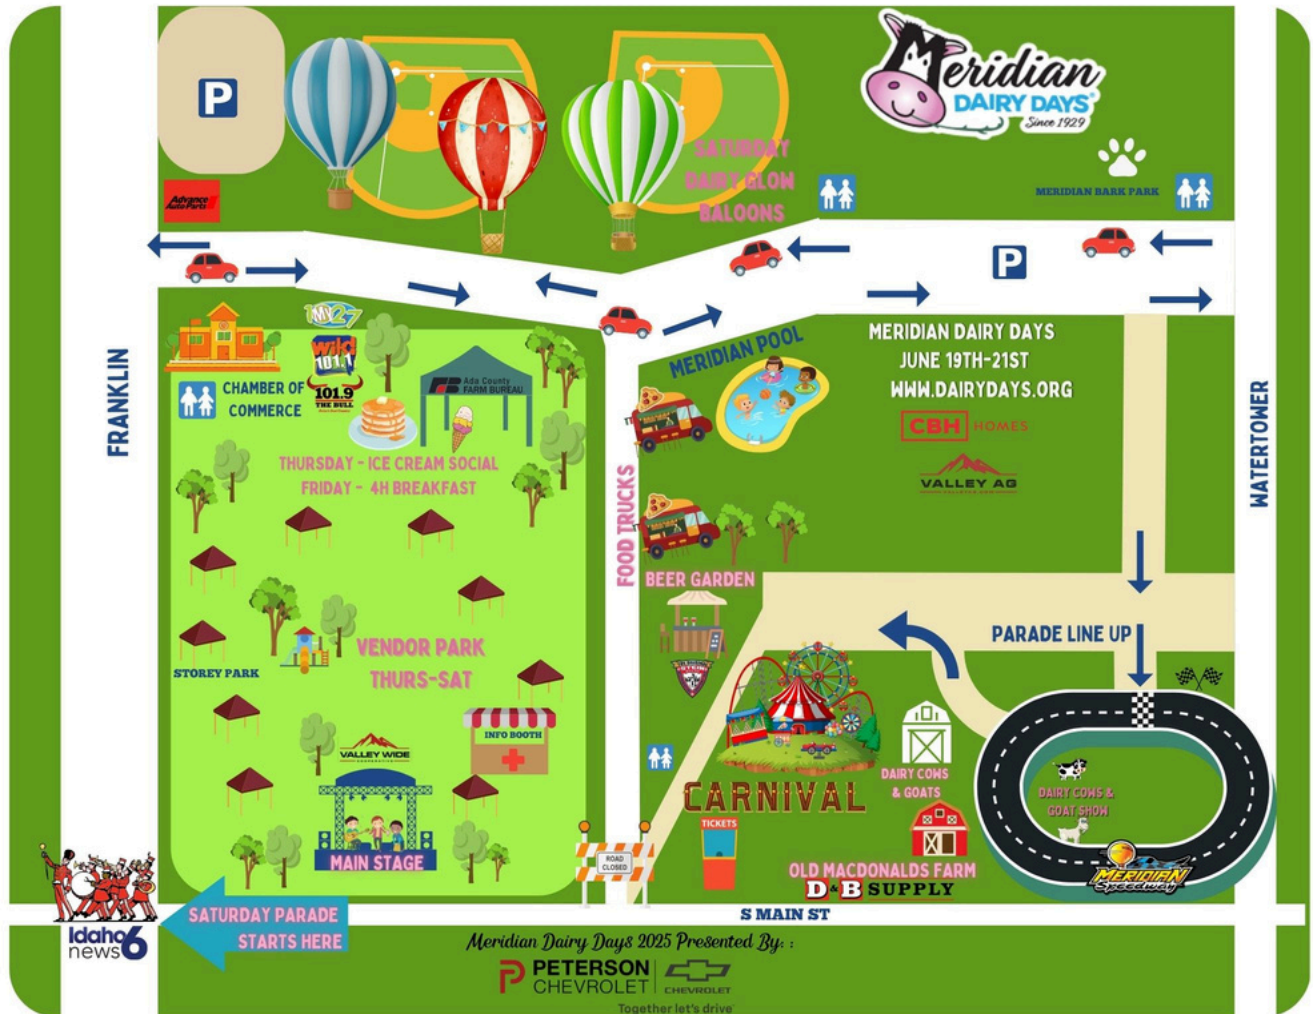 P
Meridian
DAIRY DAYS
Since 1929
Advance
Auto Parts
SATURDAY
DAIRY GLOW
BALOONS
MERIDIAN BARK PARK
P
MY27
Wild
101.1
101.9
THE BULL
CHAMBER OF
COMMERCE
Ada County
FARM BUREAU
THURSDAY - ICE CREAM SOCIAL
FRIDAY - 4H BREAKFAST
MERIDIAN POOL
MERIDIAN DAIRY DAYS
JUNE 19TH-21ST
WWW.DAIRYDAYS.ORG
CBH HOMES
VALLEY AG
FRANKLIN
WATERTOWER
FOOD TRUCKS
BEER GARDEN
PARADE LINE UP
STOREY PARK
VENDOR PARK
THURS-SAT
INFO BOOTH
VALLEY WIDE
COOPERATIVE
MAIN STAGE
CARNIVAL
TICKETS
DAIRY COWS
& GOATS
DAIRY COWS &
GOAT SHOW
OLD MACDONALDS FARM
D&B SUPPLY
MERIDIAN
Speedway
ROAD
CLOSED
S MAIN ST
SATURDAY PARADE
STARTS HERE
Idaho
news 6
Meridian Dairy Days 2025 Presented By: :
PETERSON
CHEVROLET
CHEVROLET
Together let's drive